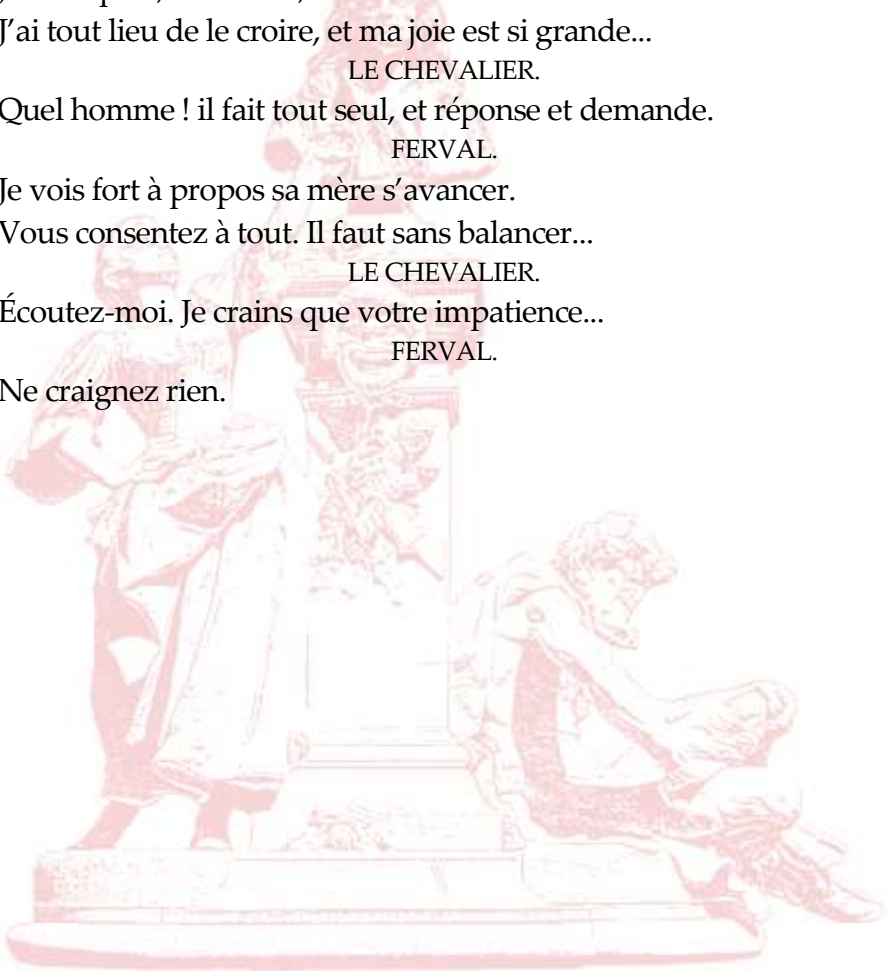 J’ai tout lieu de le croire, et ma joie est si grande...
LE CHEVALIER.
Quel homme ! il fait tout seul, et réponse et demande.
FERVAL.
Je vois fort à propos sa mère s’avancer.
Vous consentez à tout. Il faut sans balancer...
LE CHEVALIER.
Écoutez-moi. Je crains que votre impatience...
FERVAL.
Ne craignez rien.